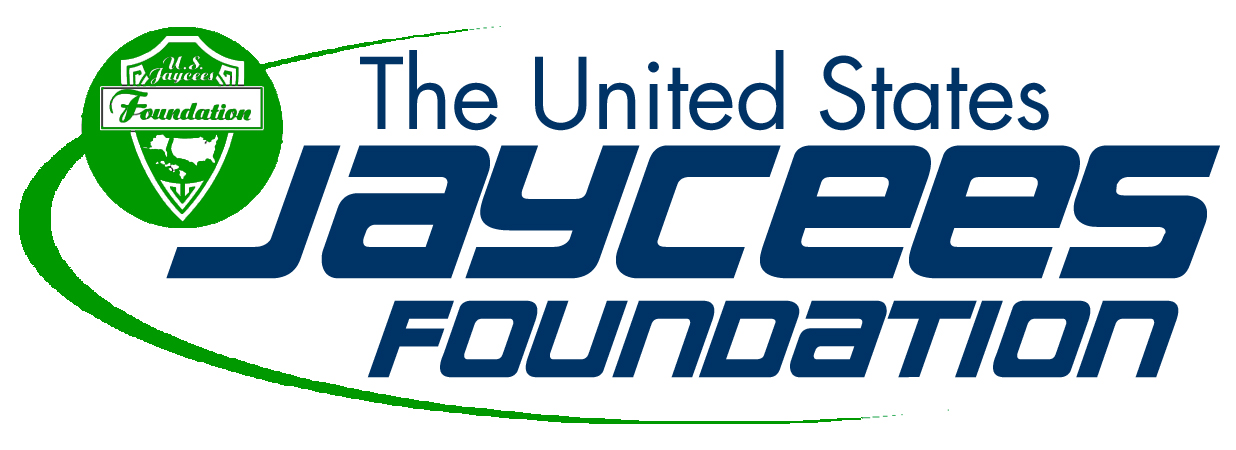 U.S.
Jaycees
Foundation
The United States
JAYCEES
FOUNDATION